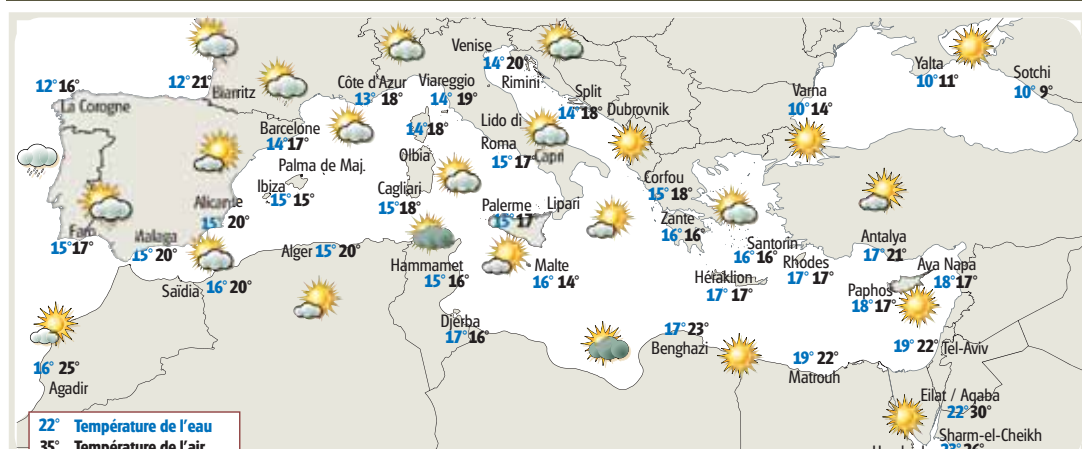 Venise
14° 20°
Rimini
Yalta
10° 11°
Sotchi
10° 9°
12° 16°
La Corogne
12° 21°
Biarritz
Côte d'Azur
13° 18°
Viareggio
14° 19°
Split
14° 18°
Dubrovnik
Varna
10° 14°
Barcelone
14° 17°
14° 18°
Olbia
Lido di
Roma
15° 17°
Capri
Palma de Maj.
Ibiza
15° 15°
Cagliari
15° 18°
Corfou
15° 18°
Alicante
15° 20°
Palerme
15° 17°
Lipari
Zante
16° 16°
Faro
15° 17°
Malaga
15° 20°
Alger 15° 20°
Santorin
16° 16°
Antalya
17° 21°
Hammamet
15° 16°
Malte
16° 14°
Rhodes
17° 17°
Héraklion
17° 17°
Aya Napa
18° 17°
Paphos
18° 17°
Saïdia
16° 20°
Djerba
17° 16°
17° 23°
Benghazi
19° 22°
Tel-Aviv
19° 22°
Matrouh
16° 25°
Agadir
Eilat / Aqaba
22° 30°
Sharm-el-Cheikh
23° 26°
22° Température de l'eau
35° Température de l'air